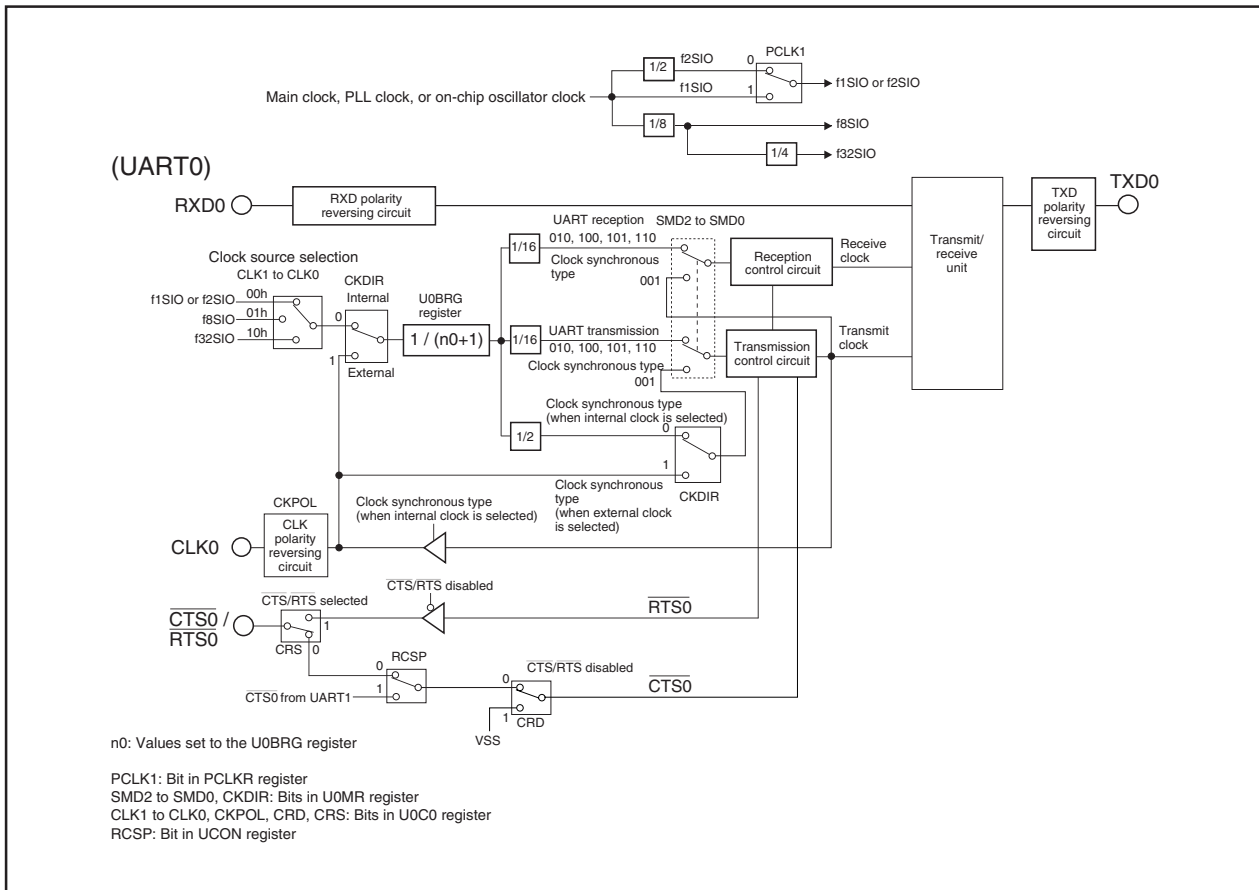 PCLK1
1/2
f2SIO
0
f1SIO
1
f1SIO or f2SIO
Main clock, PLL clock, or on-chip oscillator clock
1/8
f8SIO
1/4
f32SIO
(UART0)
RXD0
RXD polarity
reversing circuit
TXD0
TXD
polarity
reversing
circuit
Transmit/
receive
unit
UART reception
SMD2 to SMD0
1/16
010, 100, 101, 110
Clock synchronous
type
001
Reception
control circuit
Receive
clock
Clock source selection
CLK1 to CLK0
f1SIO or f2SIO
00h
f8SIO
01h
f32SIO
10h
CKDIR
Internal
0
1
External
U0BRG
register
1 / (n0+1)
1/16
UART transmission
010, 100, 101, 110
Clock synchronous type
001
Transmission
control circuit
Transmit
clock
Clock synchronous type
(when internal clock is selected)
1/2
0
1
CKDIR
Clock synchronous
type
(when external clock
is selected)
CKPOL
CLK0
CLK
polarity
reversing
circuit
Clock synchronous type
(when internal clock is selected)
CTS/RTS disabled
CTS/RTS selected
CTS0 /
RTS0
1
CRS
0
RTS0
RCSP
0
1
CTS0 from UART1
CTS/RTS disabled
0
1
CRD
VSS
CTS0
n0: Values set to the U0BRG register
PCLK1: Bit in PCLKR register
SMD2 to SMD0, CKDIR: Bits in U0MR register
CLK1 to CLK0, CKPOL, CRD, CRS: Bits in U0C0 register
RCSP: Bit in UCON register